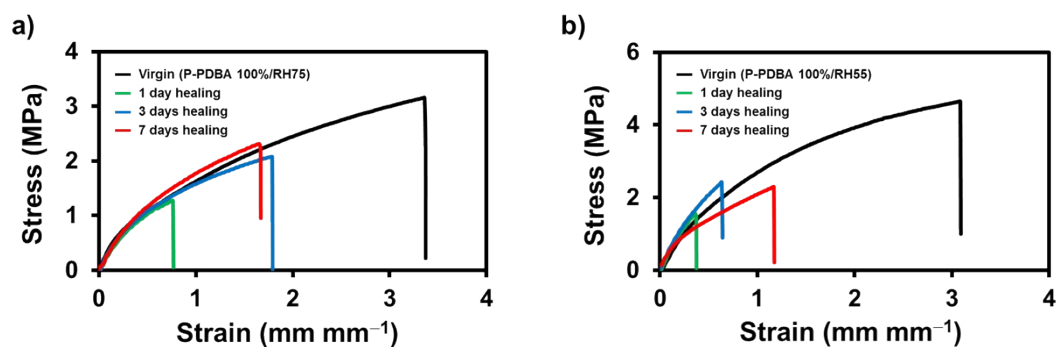 a)
Stress (MPa)
4
3
2
1
0
Virgin (P-PDBA 100%/RH75)
1 day healing
3 days healing
7 days healing
0 1 2 3 4
Strain (mm mm⁻¹)
b)
Stress (MPa)
6
4
2
0
Virgin (P-PDBA 100%/RH55)
1 day healing
3 days healing
7 days healing
0 1 2 3 4
Strain (mm mm⁻¹)